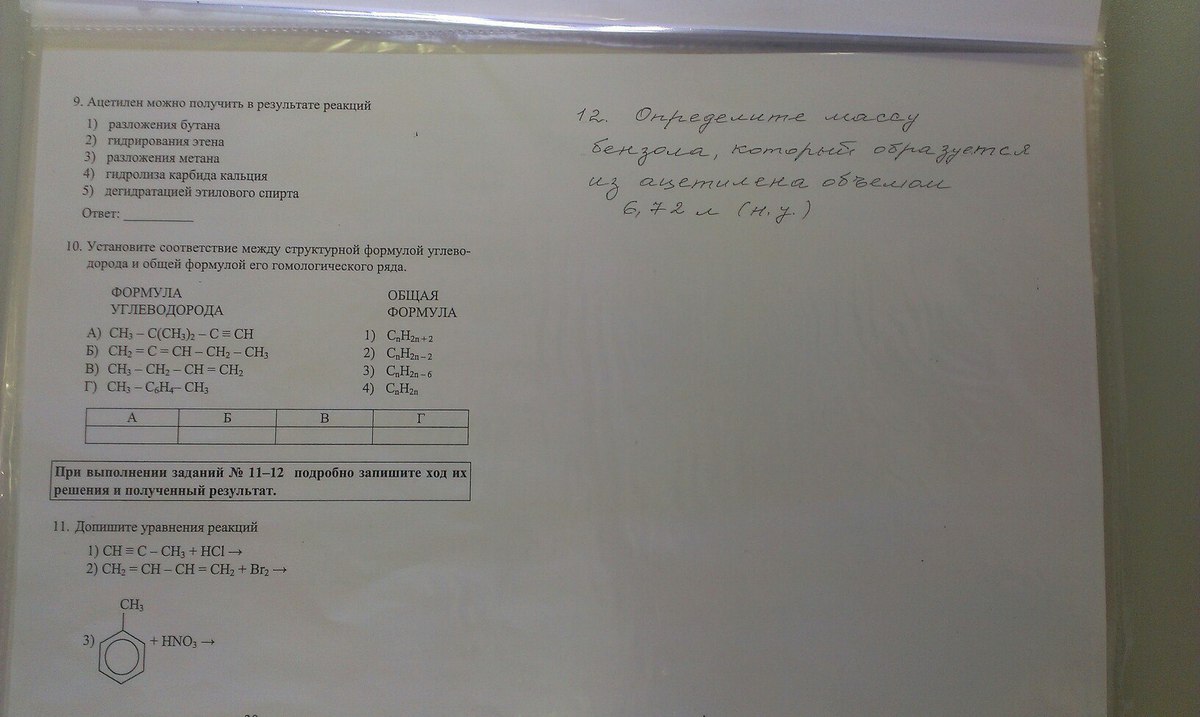 9. Ацетилен можно получить в результате реакций
1) разложения бутана
2) гидрирования этена
3) разложения метана
4) гидролиза карбида кальция
5) дегидратацией этилового спирта
Ответ: __________
10. Установите соответствие между структурной формулой углево-
дорода и общей формулой его гомологического ряда.
ФОРМУЛА
УГЛЕВОДОРОДА
А) CH₃ – C(CH₃)₂ – C ≡ CH
Б) CH₂ = C = CH – CH₂ – CH₃
В) CH₃ – CH₂ – CH = CH₂
Г) CH₃ – C₆H₄– CH₃
ОБЩАЯ
ФОРМУЛА
1) CₙH₂ₙ₊₂
2) CₙH₂ₙ₋₂
3) CₙH₂ₙ₋₆
4) CₙH₂ₙ
А Б В Г
При выполнении заданий № 11–12 подробно запишите ход их
решения и полученный результат.
11. Допишите уравнения реакций
1) CH ≡ C – CH₃ + HCl →
2) CH₂ = CH – CH = CH₂ + Br₂ →
CH₃
3) + HNO₃ →
12. Определите массу
бензола, который образуется
из ацетилена объемом
6,72 л (н.у.)